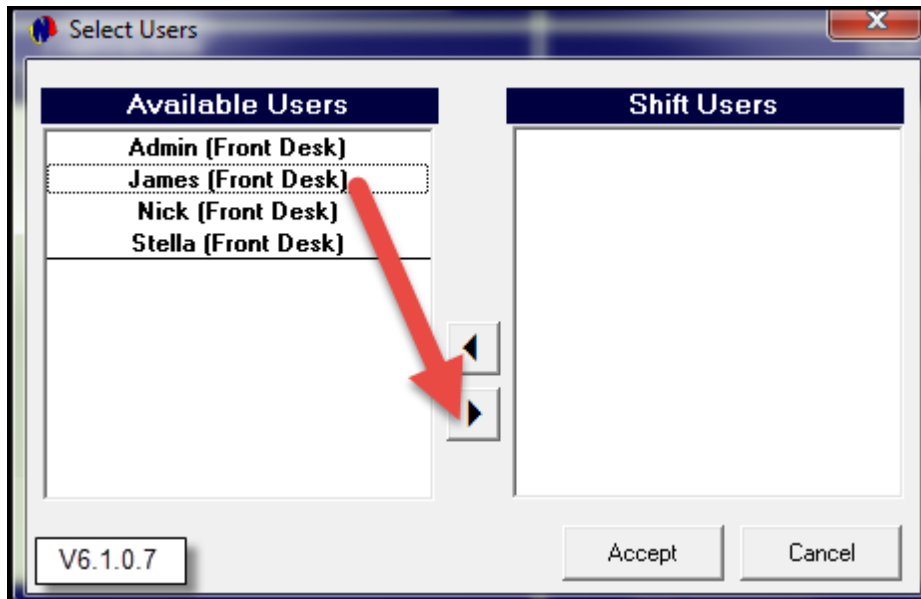 Select Users
Available Users
Shift Users
Admin (Front Desk)
James (Front Desk)
Nick (Front Desk)
Stella (Front Desk)
V6.1.0.7
Accept
Cancel